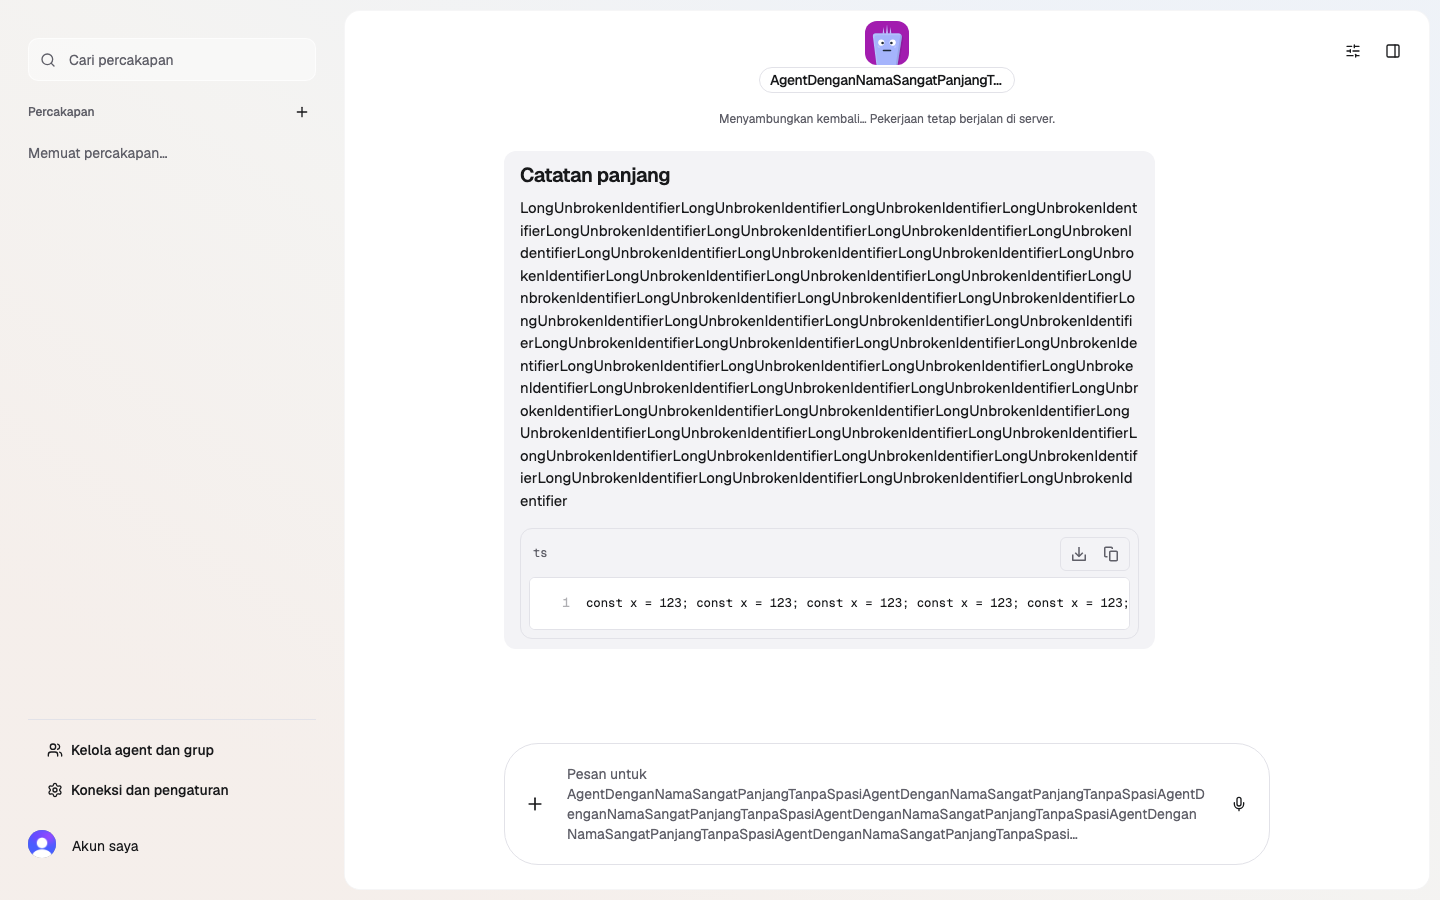 Cari percakapan
Percakapan
Memuat percakapan...
Kelola agent dan grup
Koneksi dan pengaturan
Akun saya
AgentDenganNamaSangatPanjangT...
Menyambungkan kembali... Pekerjaan tetap berjalan di server.
Catatan panjang
LongUnbrokenIdentifierLongUnbrokenIdentifierLongUnbrokenIdentifierLongUnbrokenIdent
ifierLongUnbrokenIdentifierLongUnbrokenIdentifierLongUnbrokenIdentifierLongUnbrokenI
dentifierLongUnbrokenIdentifierLongUnbrokenIdentifierLongUnbrokenIdentifierLongUnbro
kenIdentifierLongUnbrokenIdentifierLongUnbrokenIdentifierLongUnbrokenIdentifierLongU
nbrokenIdentifierLongUnbrokenIdentifierLongUnbrokenIdentifierLongUnbrokenIdentifierLo
ngUnbrokenIdentifierLongUnbrokenIdentifierLongUnbrokenIdentifierLongUnbrokenIdentifi
erLongUnbrokenIdentifierLongUnbrokenIdentifierLongUnbrokenIdentifierLongUnbrokenIde
ntifierLongUnbrokenIdentifierLongUnbrokenIdentifierLongUnbrokenIdentifierLongUnbroke
nIdentifierLongUnbrokenIdentifierLongUnbrokenIdentifierLongUnbrokenIdentifierLongUnbr
okenIdentifierLongUnbrokenIdentifierLongUnbrokenIdentifierLongUnbrokenIdentifierLong
UnbrokenIdentifierLongUnbrokenIdentifierLongUnbrokenIdentifierLongUnbrokenIdentifierL
ongUnbrokenIdentifierLongUnbrokenIdentifierLongUnbrokenIdentifierLongUnbrokenIdentif
ierLongUnbrokenIdentifierLongUnbrokenIdentifierLongUnbrokenIdentifierLongUnbrokenId
entifier
ts
1 const x = 123; const x = 123; const x = 123; const x = 123; const x = 123;
Pesan untuk
AgentDenganNamaSangatPanjangTanpaSpasiAgentDenganNamaSangatPanjangTanpaSpasiAgentD
enganNamaSangatPanjangTanpaSpasiAgentDenganNamaSangatPanjangTanpaSpasiAgentDengan
NamaSangatPanjangTanpaSpasiAgentDenganNamaSangatPanjangTanpaSpasi...